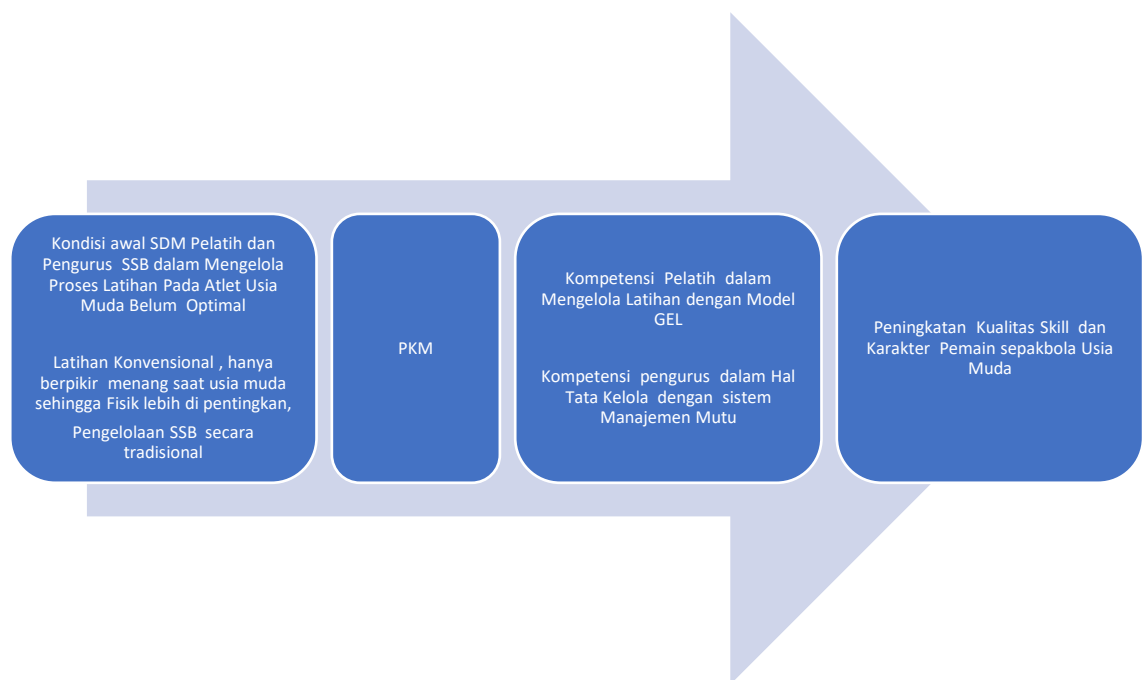 Kondisi awal SDM Pelatih dan
Pengurus SSB dalam Mengelola
Proses Latihan Pada Atlet Usia
Muda Belum Optimal
Latihan Konvensional , hanya
berpikir menang saat usia muda
sehingga Fisik lebih di pentingkan,
Pengelolaan SSB secara
tradisional
PKM
Kompetensi Pelatih dalam
Mengelola Latihan dengan Model
GEL
Kompetensi pengurus dalam Hal
Tata Kelola dengan sistem
Manajemen Mutu
Peningkatan Kualitas Skill dan
Karakter Pemain sepakbola Usia
Muda